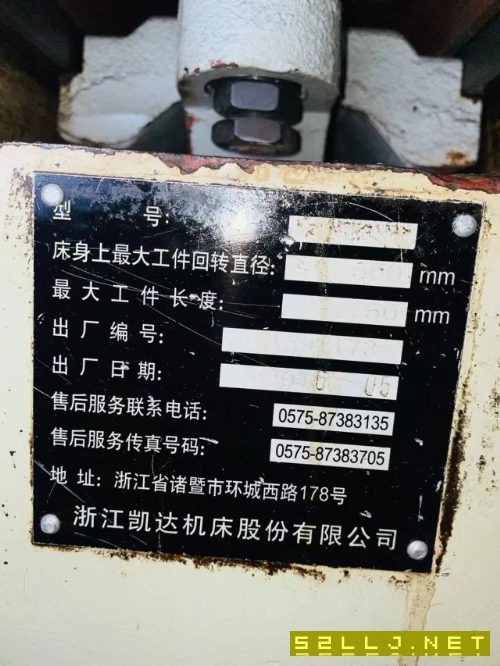 型 号:
床身上最大工件回转直径: mm
最大工件长度: mm
出厂编号:
出厂日期: 05
售后服务联系电话: 0575-87383135
售后服务传真号码: 0575-87383705
地 址: 浙江省诸暨市环城西路178号
浙江凯达机床股份有限公司
52LLJ.NET